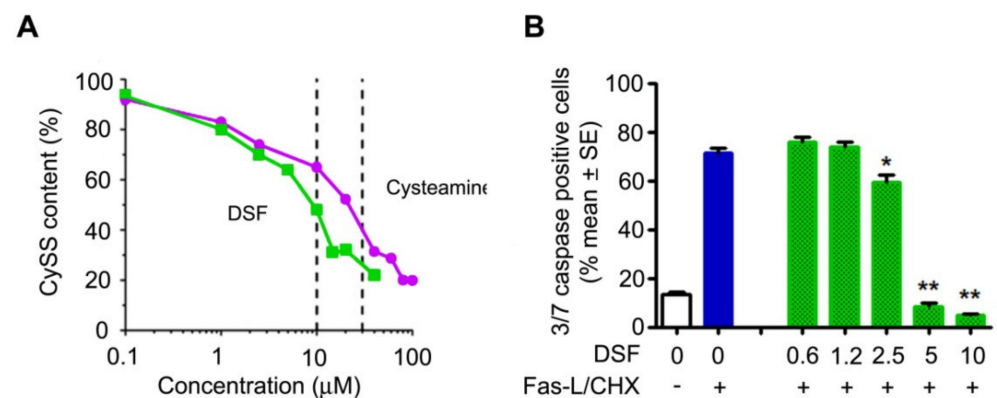 A
CySS content (%)
100
80
60
40
20
0
DSF
Cysteamine
0.1 1 10 100
Concentration (μM)
B
3/7 caspase positive cells
(% mean ± SE)
100
80
60
40
20
0
*
** **
DSF 0 0 0.6 1.2 2.5 5 10
Fas-L/CHX - + + + + + +